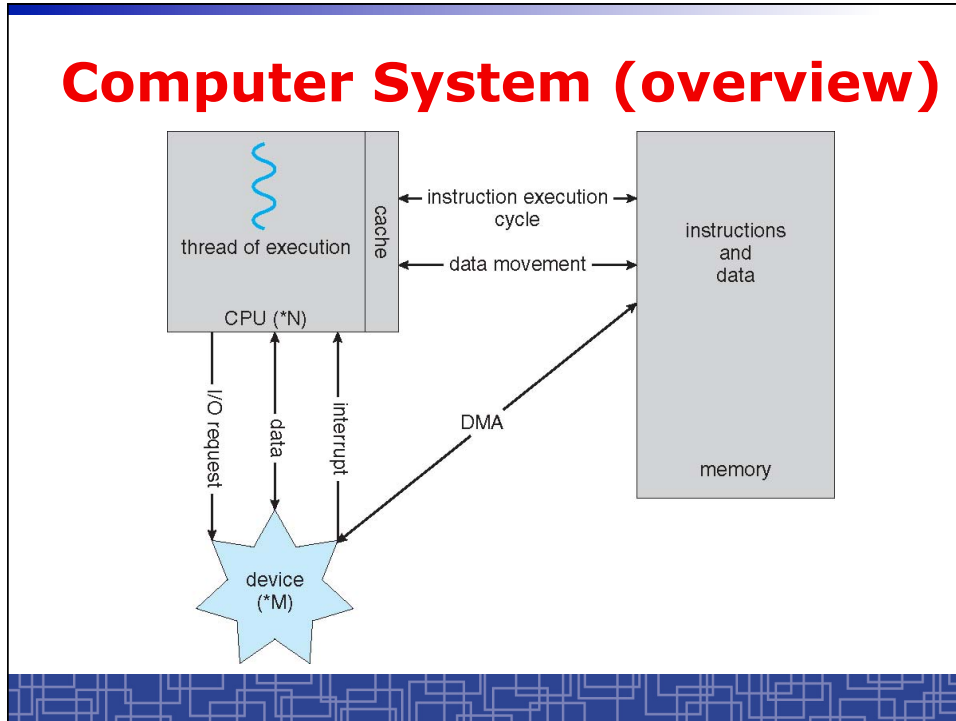 Computer System (overview)
thread of execution
cache
CPU (*N)
instruction execution
cycle
data movement
instructions
and
data
memory
I/O request
data
interrupt
DMA
device
(*M)